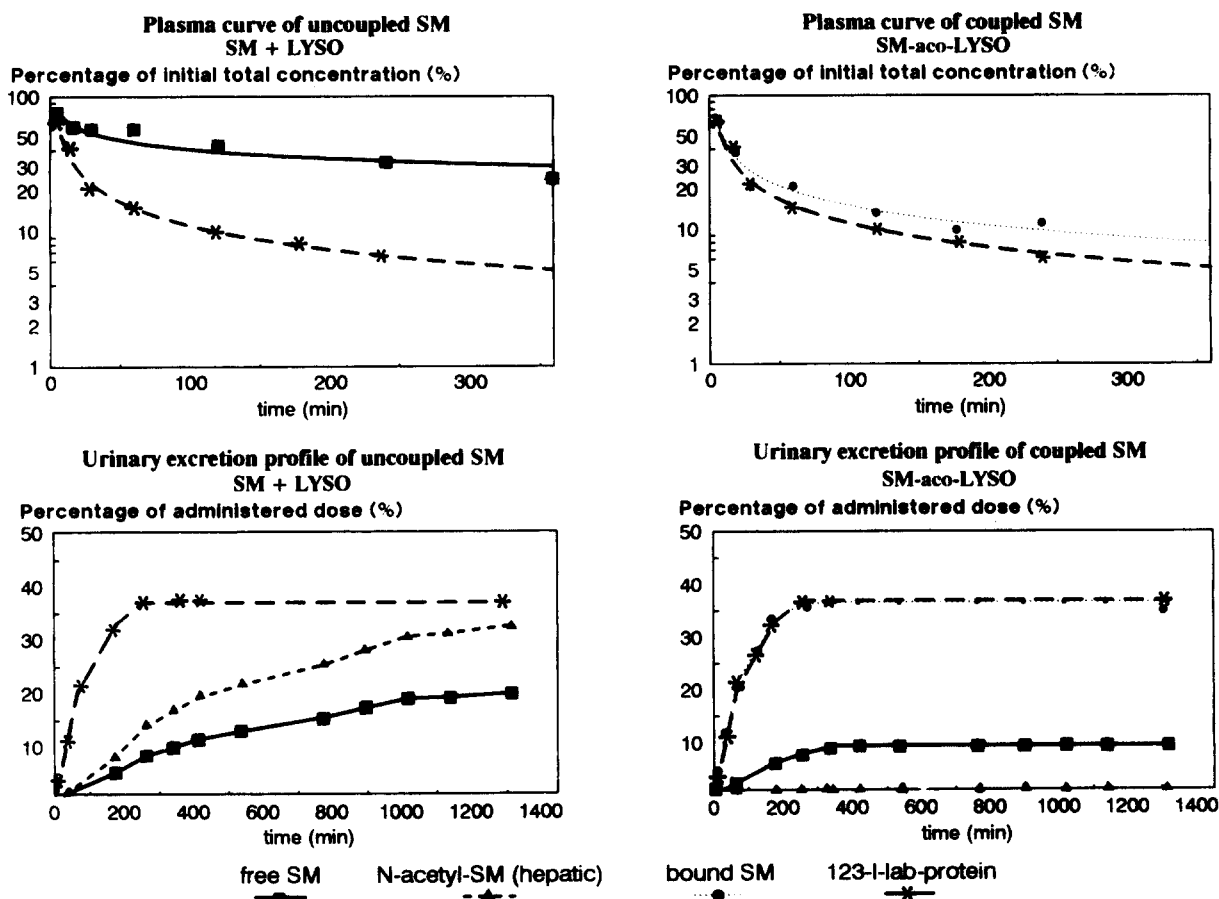 Plasma curve of uncoupled SM
SM + LYSO
Percentage of initial total concentration (%)
100
50
30
20
10
5
3
2
1
0
100
200
300
time (min)
Plasma curve of coupled SM
SM-aco-LYSO
Percentage of initial total concentration (%)
100
50
30
20
10
5
3
2
1
0
100
200
300
time (min)
Urinary excretion profile of uncoupled SM
SM + LYSO
Percentage of administered dose (%)
50
40
30
20
10
0
200
400
600
800
1000
1200
1400
time (min)
Urinary excretion profile of coupled SM
SM-aco-LYSO
Percentage of administered dose (%)
50
40
30
20
10
0
200
400
600
800
1000
1200
1400
time (min)
free SM
N-acetyl-SM (hepatic)
bound SM
123-I-lab-protein